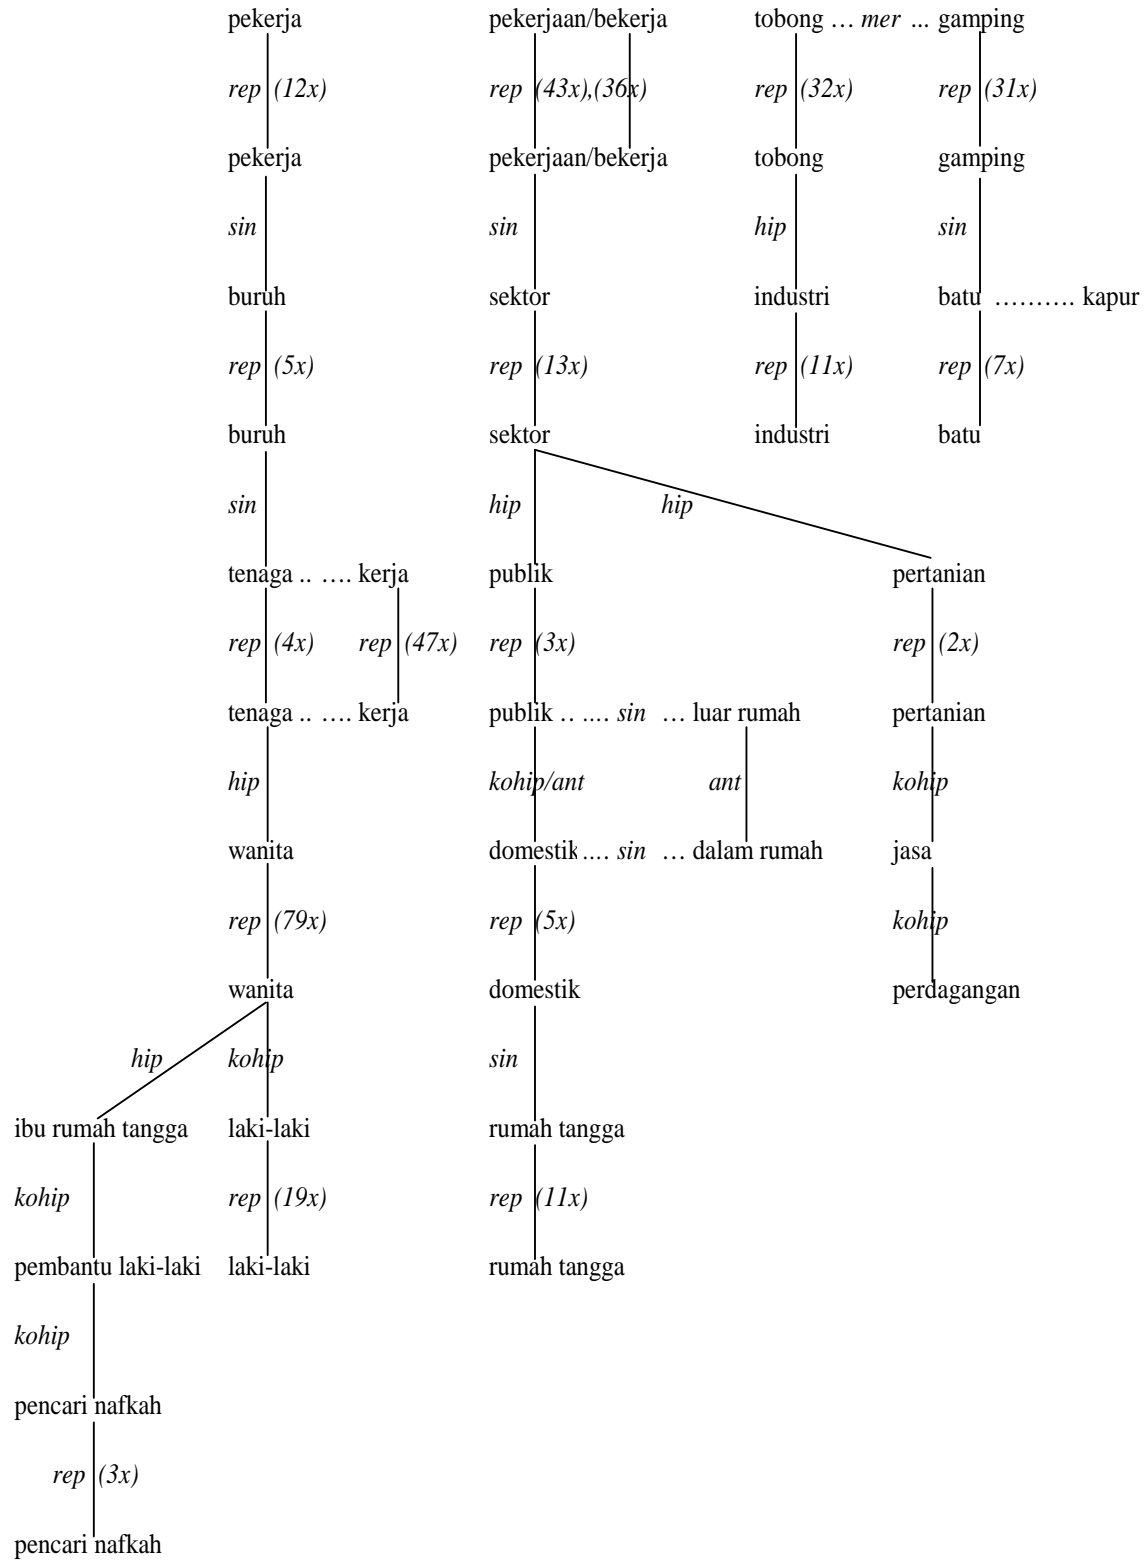 pekerja pekerjaan/bekerja tobong … mer ... gamping
rep (12x) rep (43x),(36x) rep (32x) rep (31x)
pekerja pekerjaan/bekerja tobong gamping
sin sin hip sin
buruh sektor industri batu ………. kapur
rep (5x) rep (13x) rep (11x) rep (7x)
buruh sektor industri batu
sin hip hip
tenaga .. …. kerja publik pertanian
rep (4x) rep (47x) rep (3x) rep (2x)
tenaga .. …. kerja publik .. .... sin … luar rumah pertanian
hip kohip/ant ant kohip
wanita domestik .... sin … dalam rumah jasa
rep (79x) rep (5x) kohip
wanita domestik perdagangan
hip kohip sin
ibu rumah tangga laki-laki rumah tangga
kohip rep (19x) rep (11x)
pembantu laki-laki laki-laki rumah tangga
kohip
pencari nafkah
rep (3x)
pencari nafkah